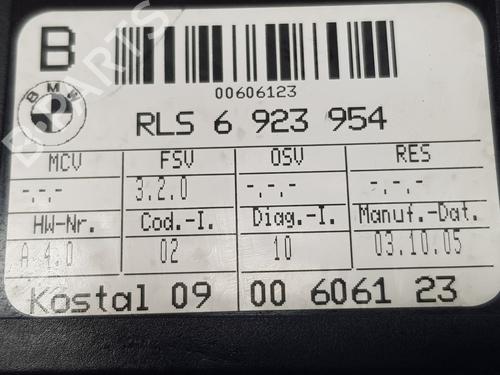 B
BMW
00606123
RLS 6 923 954
MCV FSV OSV RES
-.- 3.2.0 -.-.- -.-.-
HW-Nr. Cod.-I. Diag.-I. Manuf.-Dat.
A 4.0 02 10 03.10.05
Kostal 09 00 6061 23